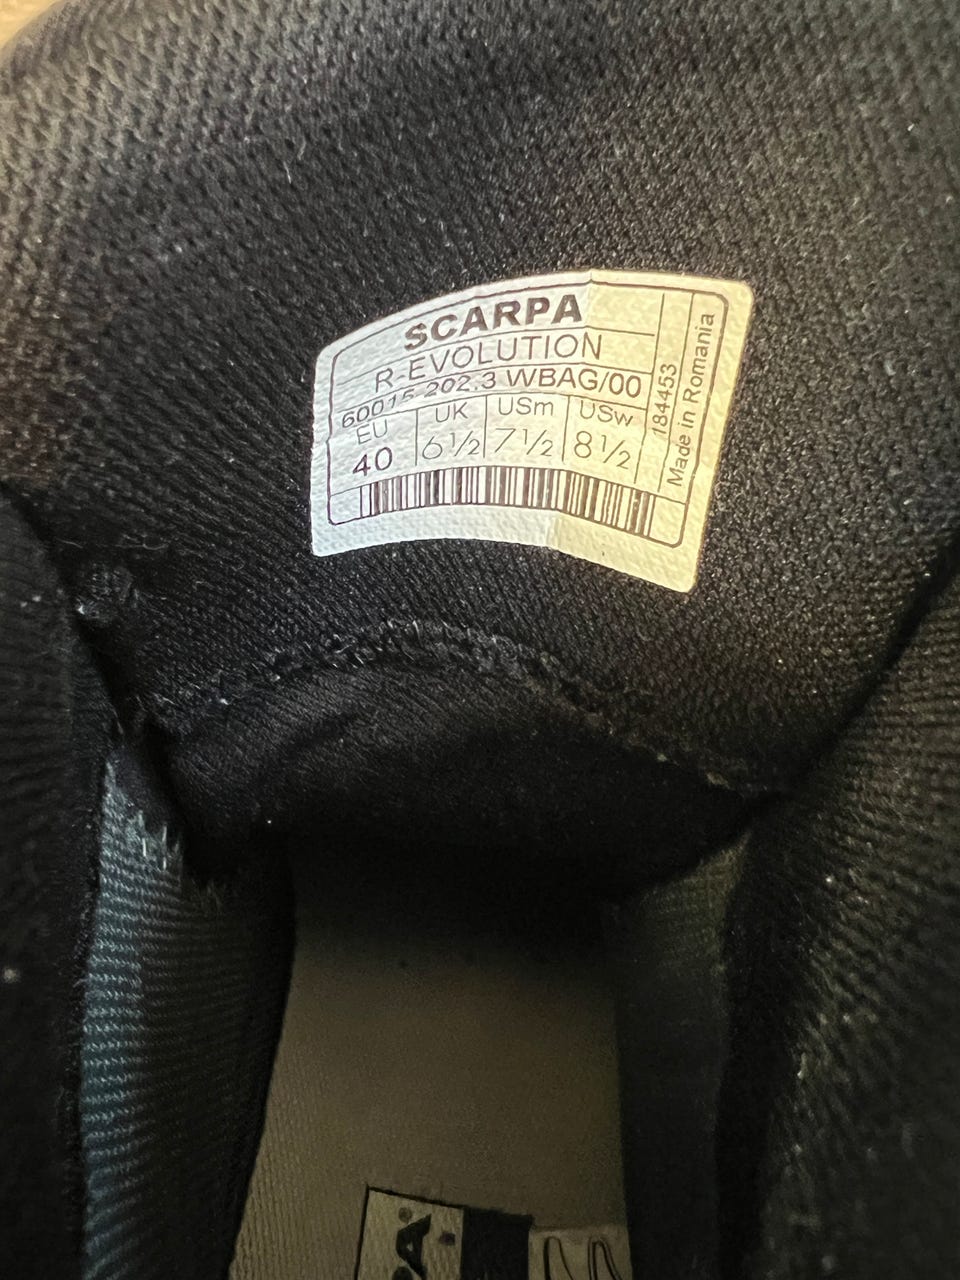 SCARPA
R-EVOLUTION
60015-202.3 WBAG/00
EU UK USm USw
40 6½ 7½ 8½
184453
Made in Romania
PA